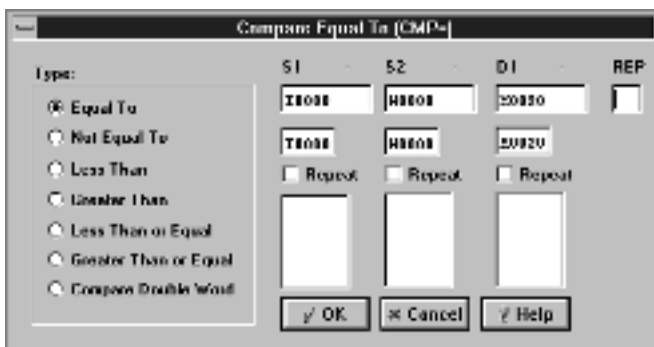 Compare Equal To (CMP=)
Type:
S1
S2
D1
REP
Equal To
Not Equal To
Less Than
Greater Than
Less Than or Equal
Greater Than or Equal
Compare Double Word
Repeat
Repeat
Repeat
OK
Cancel
? Help